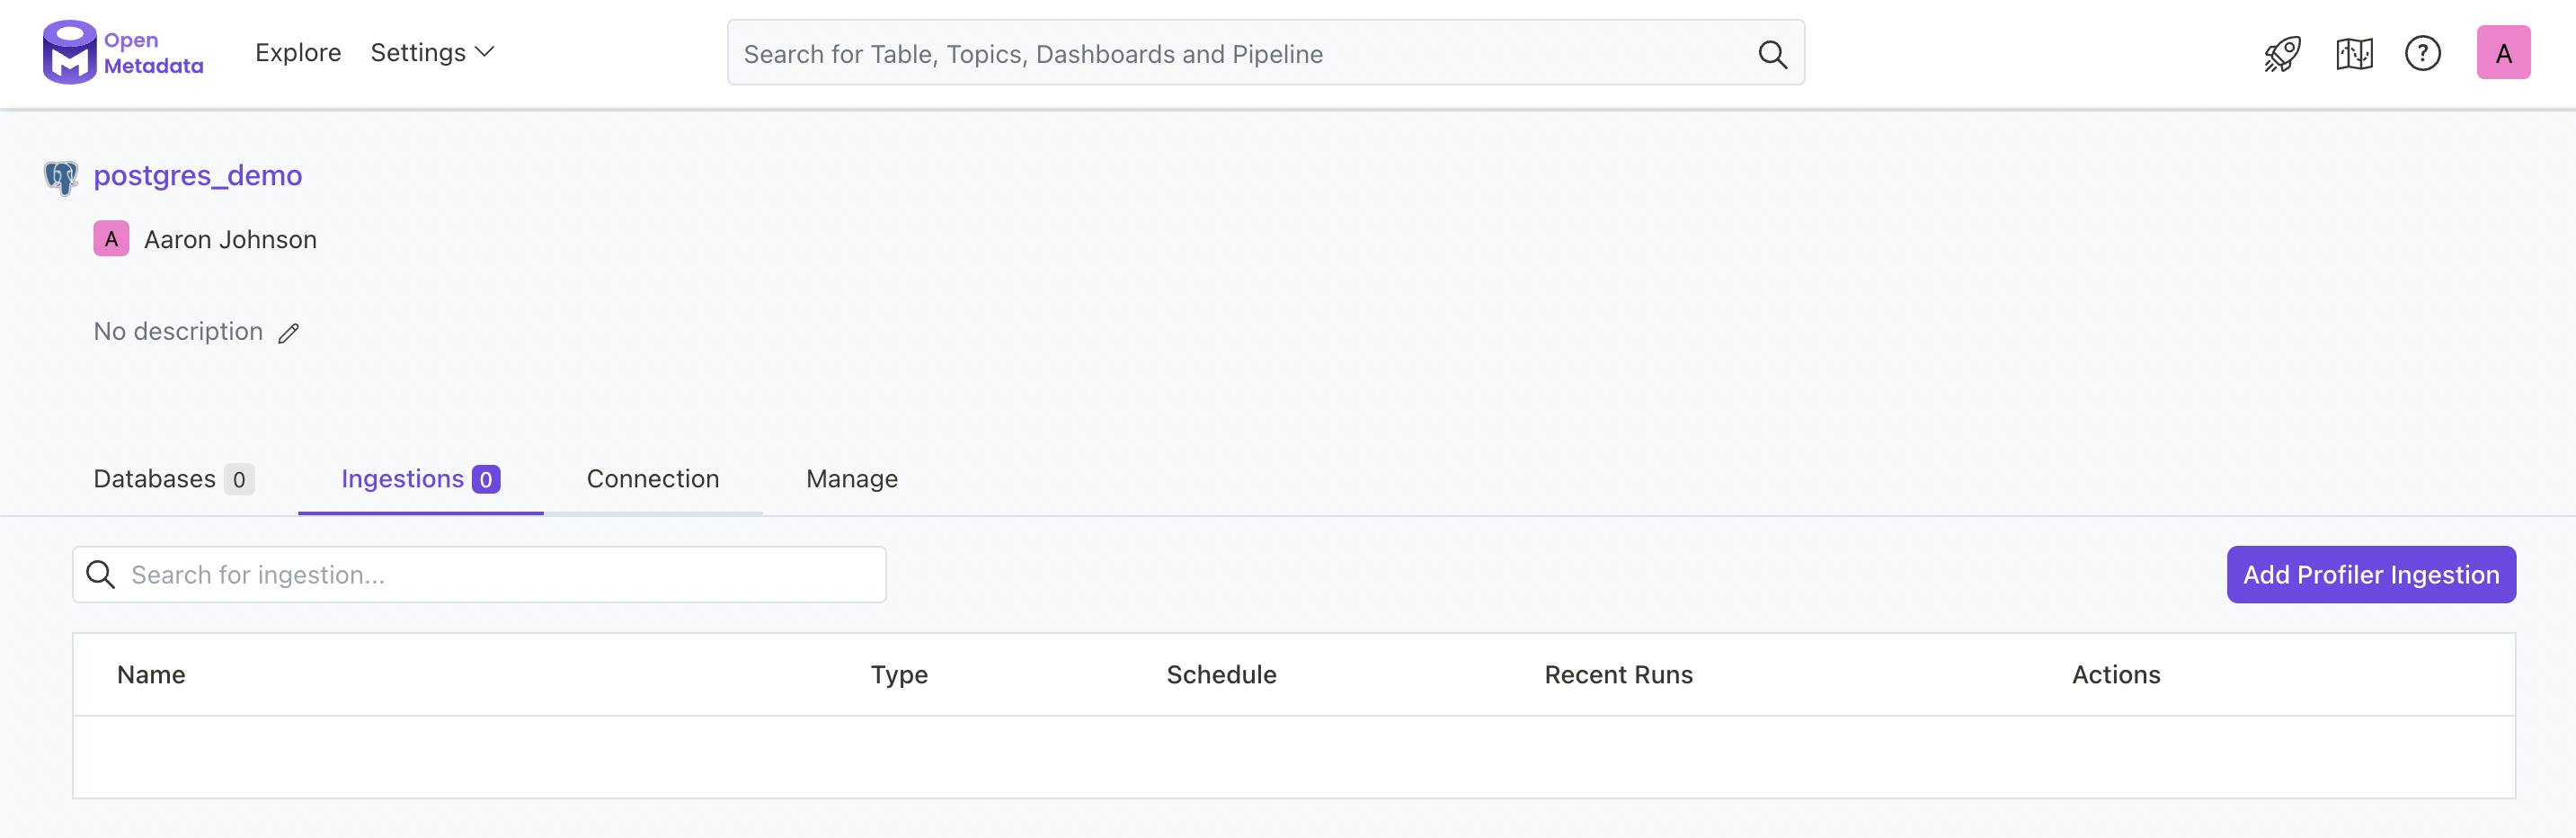 Open
Metadata
Explore Settings
Search for Table, Topics, Dashboards and Pipeline
? A
postgres_demo
A Aaron Johnson
No description
Databases 0 Ingestions 0 Connection Manage
Search for ingestion...
Add Profiler Ingestion
Name Type Schedule Recent Runs Actions